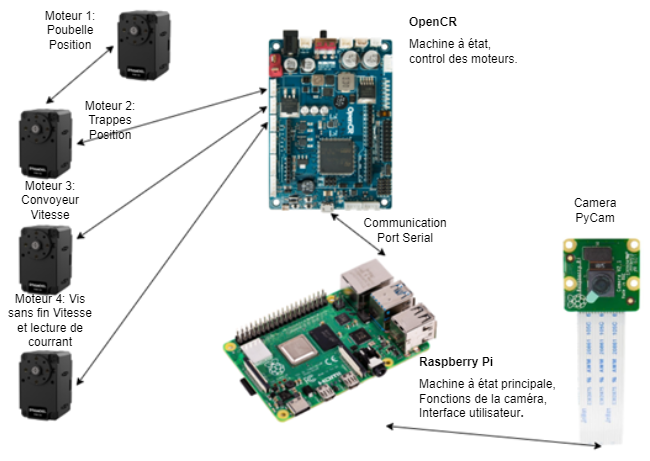 Moteur 1:
Poubelle
Position
OpenCR
Machine à état,
control des moteurs.
Moteur 2:
Trappes
Position
OpenCR
Moteur 3:
Convoyeur
Vitesse
Communication
Port Serial
Camera
PyCam
Moteur 4: Vis
sans fin Vitesse
et lecture de
courrant
Raspberry Pi
Machine à état principale,
Fonctions de la caméra,
Interface utilisateur.